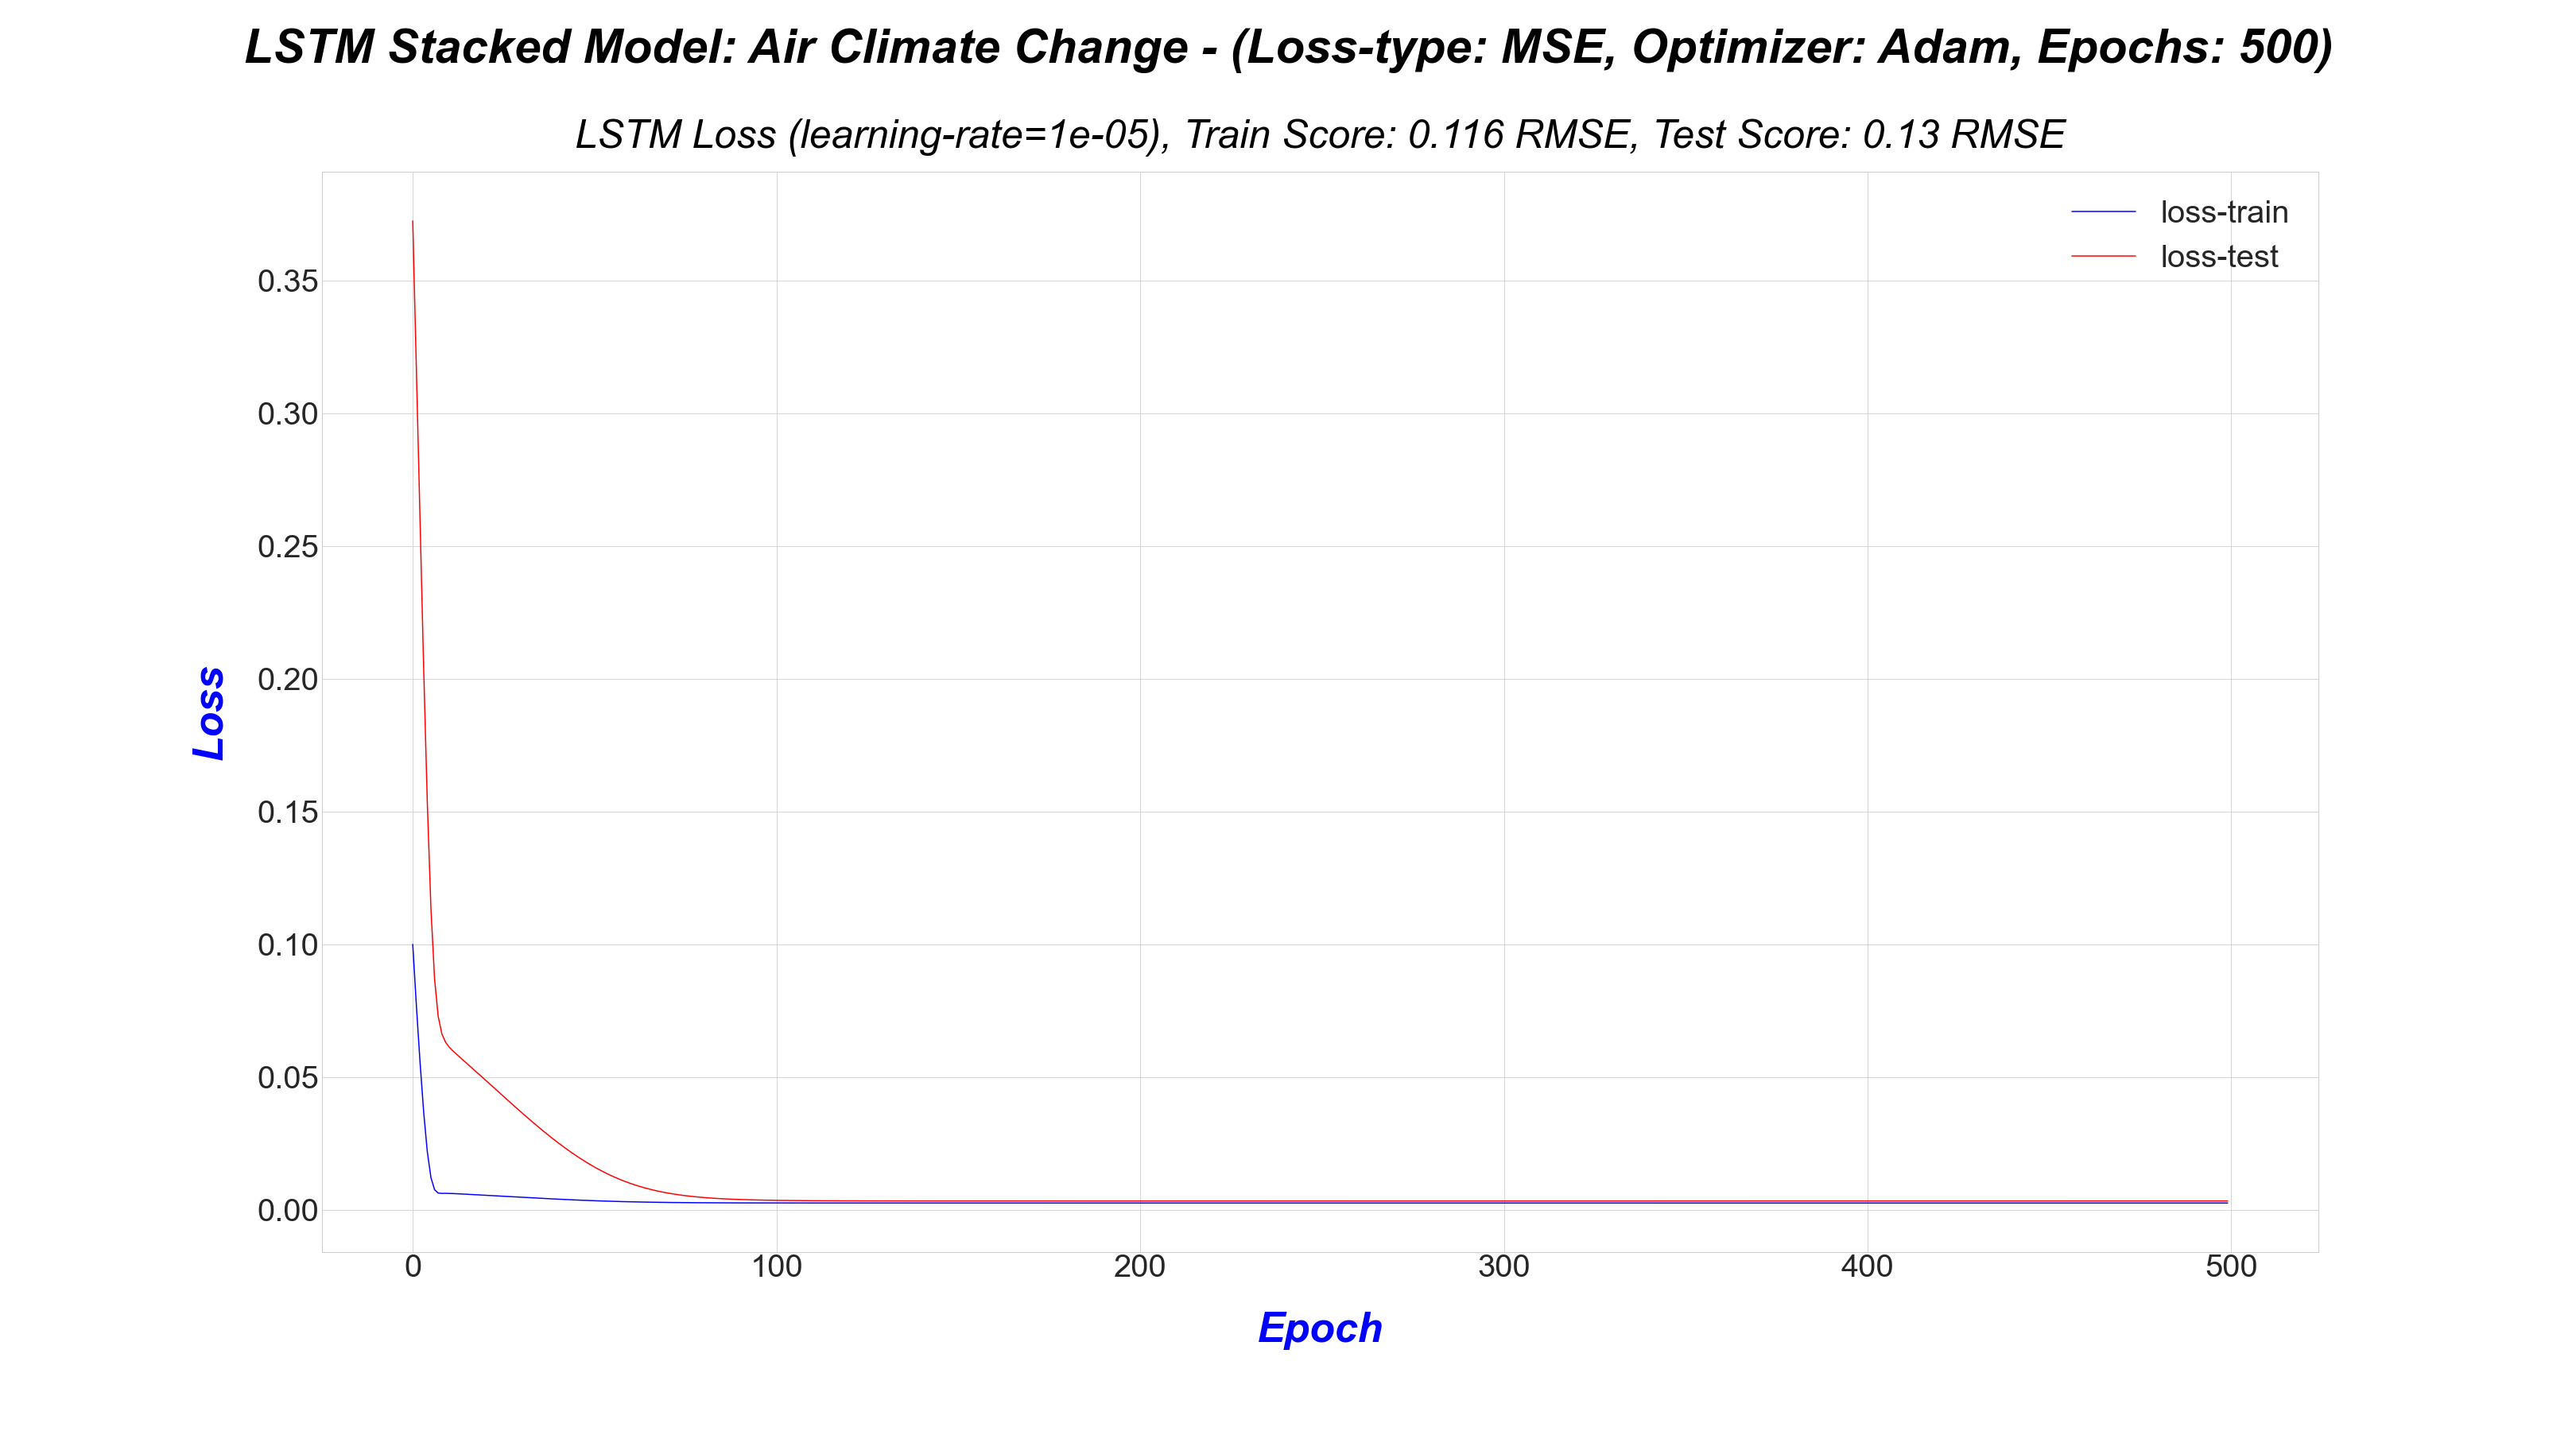 LSTM Stacked Model: Air Climate Change - (Loss-type: MSE, Optimizer: Adam, Epochs: 500)
LSTM Loss (learning-rate=1e-05), Train Score: 0.116 RMSE, Test Score: 0.13 RMSE
loss-train
loss-test
0.35
0.30
0.25
0.20
0.15
0.10
0.05
0.00
Loss
0 100 200 300 400 500
Epoch